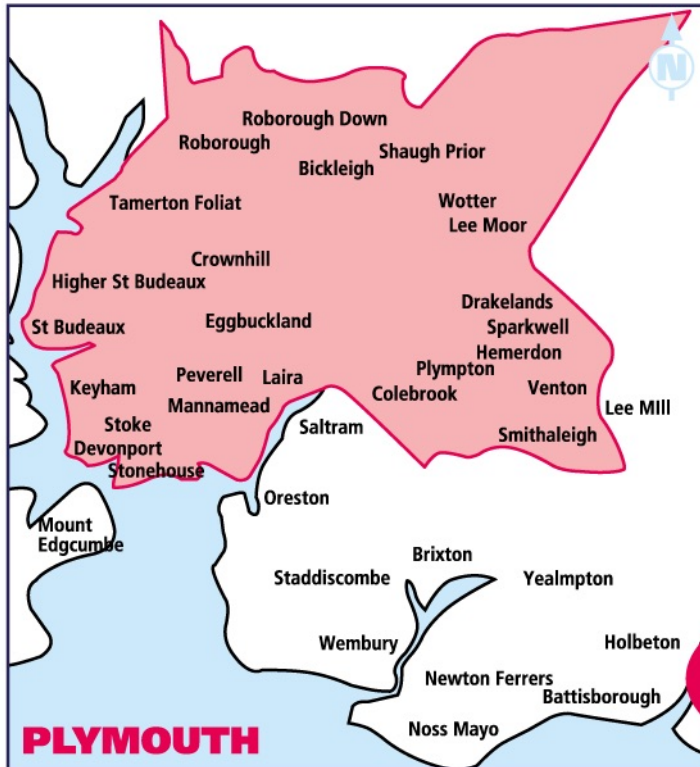 N
Roborough Down
Roborough
Shaugh Prior
Bickleigh
Tamerton Foliat
Wotter
Lee Moor
Crownhill
Higher St Budeaux
Drakelands
St Budeaux
Eggbuckland
Sparkwell
Hemerdon
Plympton
Peverell
Laira
Keyham
Venton
Colebrook
Mannamead
Lee MIll
Stoke
Saltram
Smithaleigh
Devonport
Stonehouse
Oreston
Mount
Edgcumbe
Brixton
Staddiscombe
Yealmpton
Wembury
Holbeton
Newton Ferrers
Battisborough
Noss Mayo
PLYMOUTH